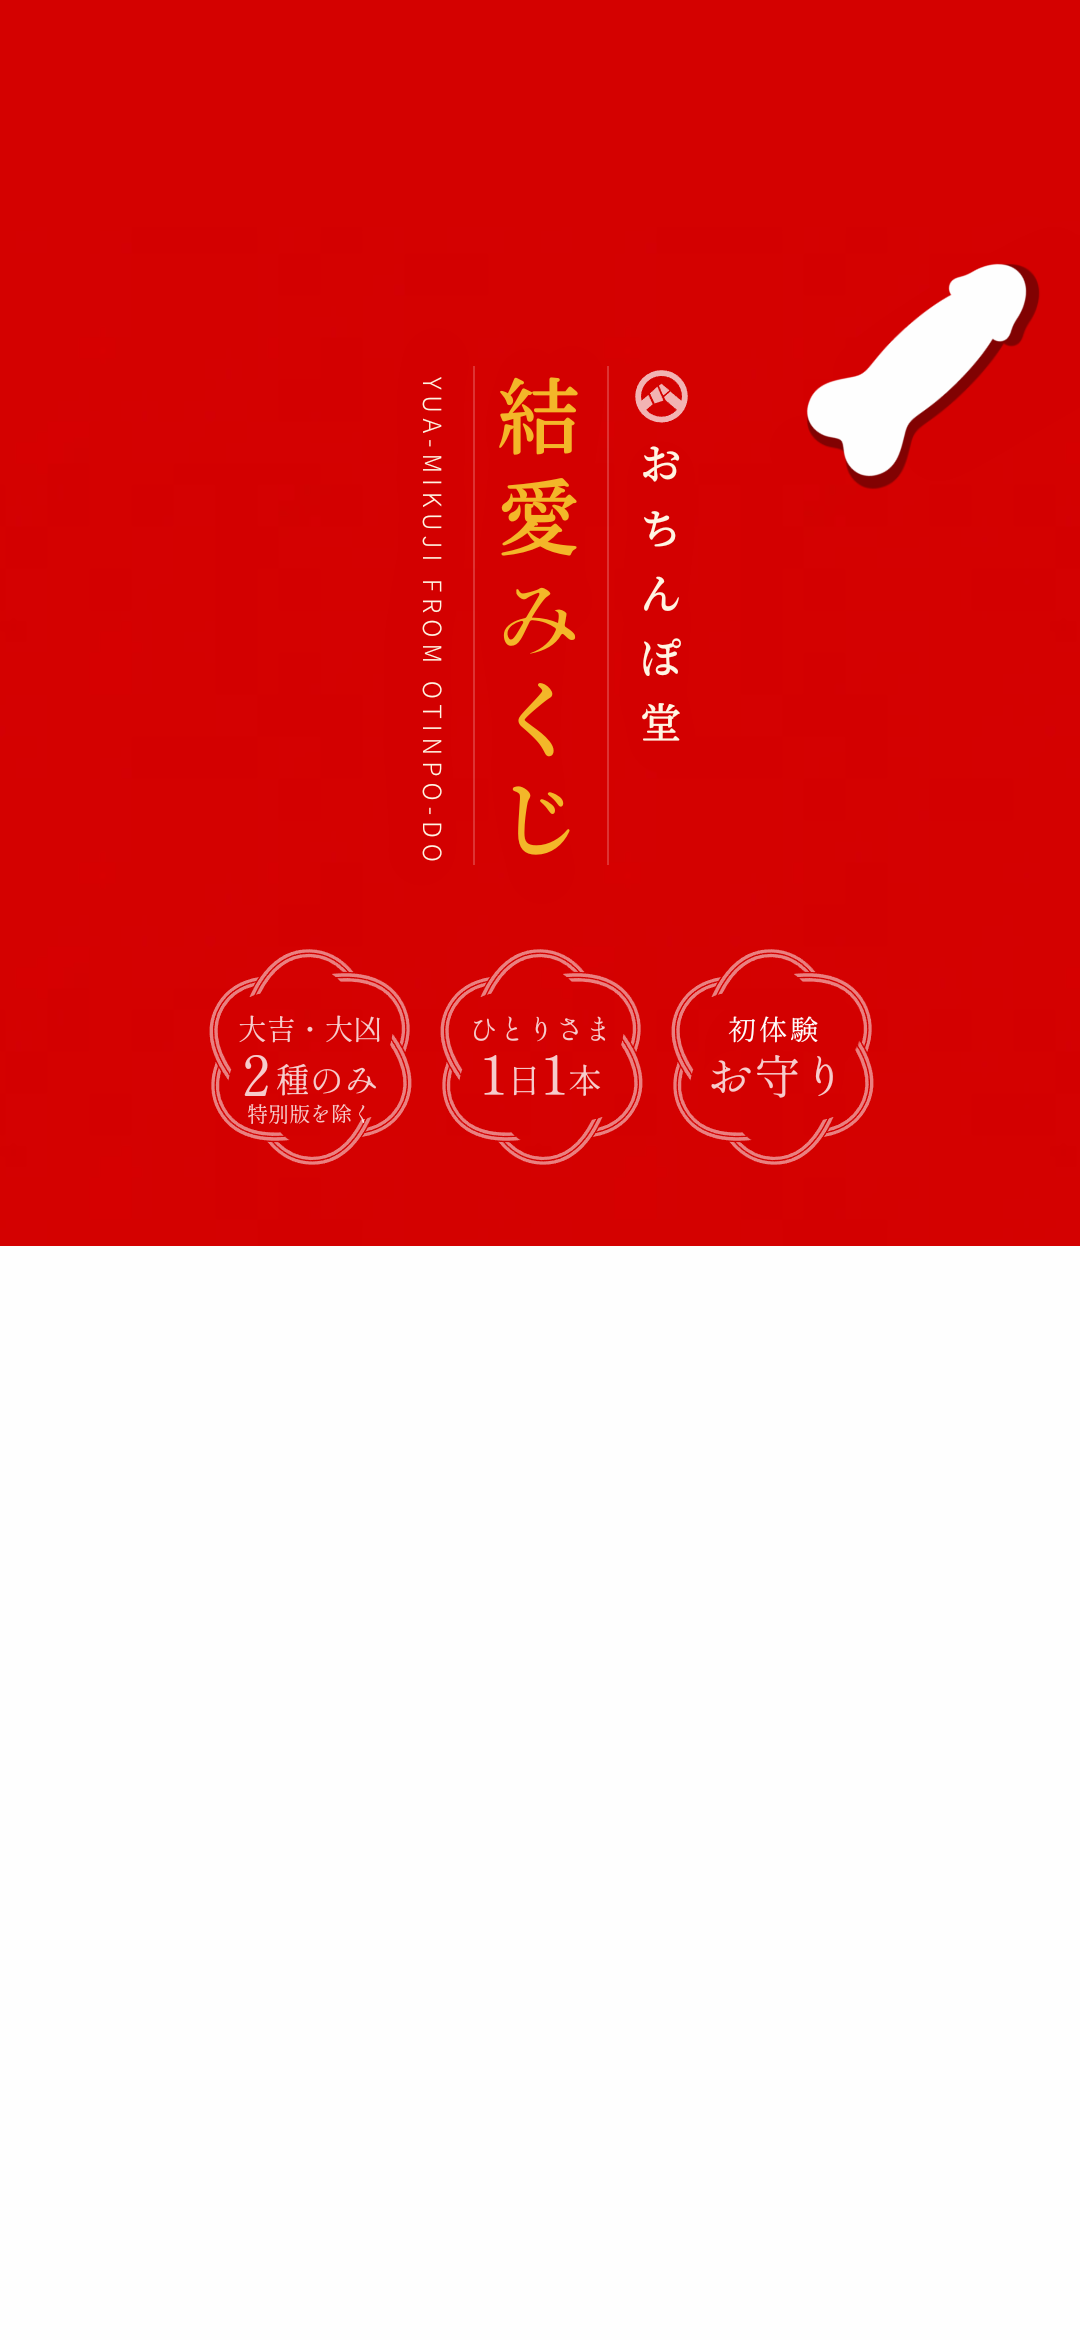 おちんぽ堂
結愛みくじ
YUA-MIKUJI FROM OTINPO-DO
大吉・大凶
2種のみ
特別版を除く
ひとりさま
1日1本
初体験
お守り